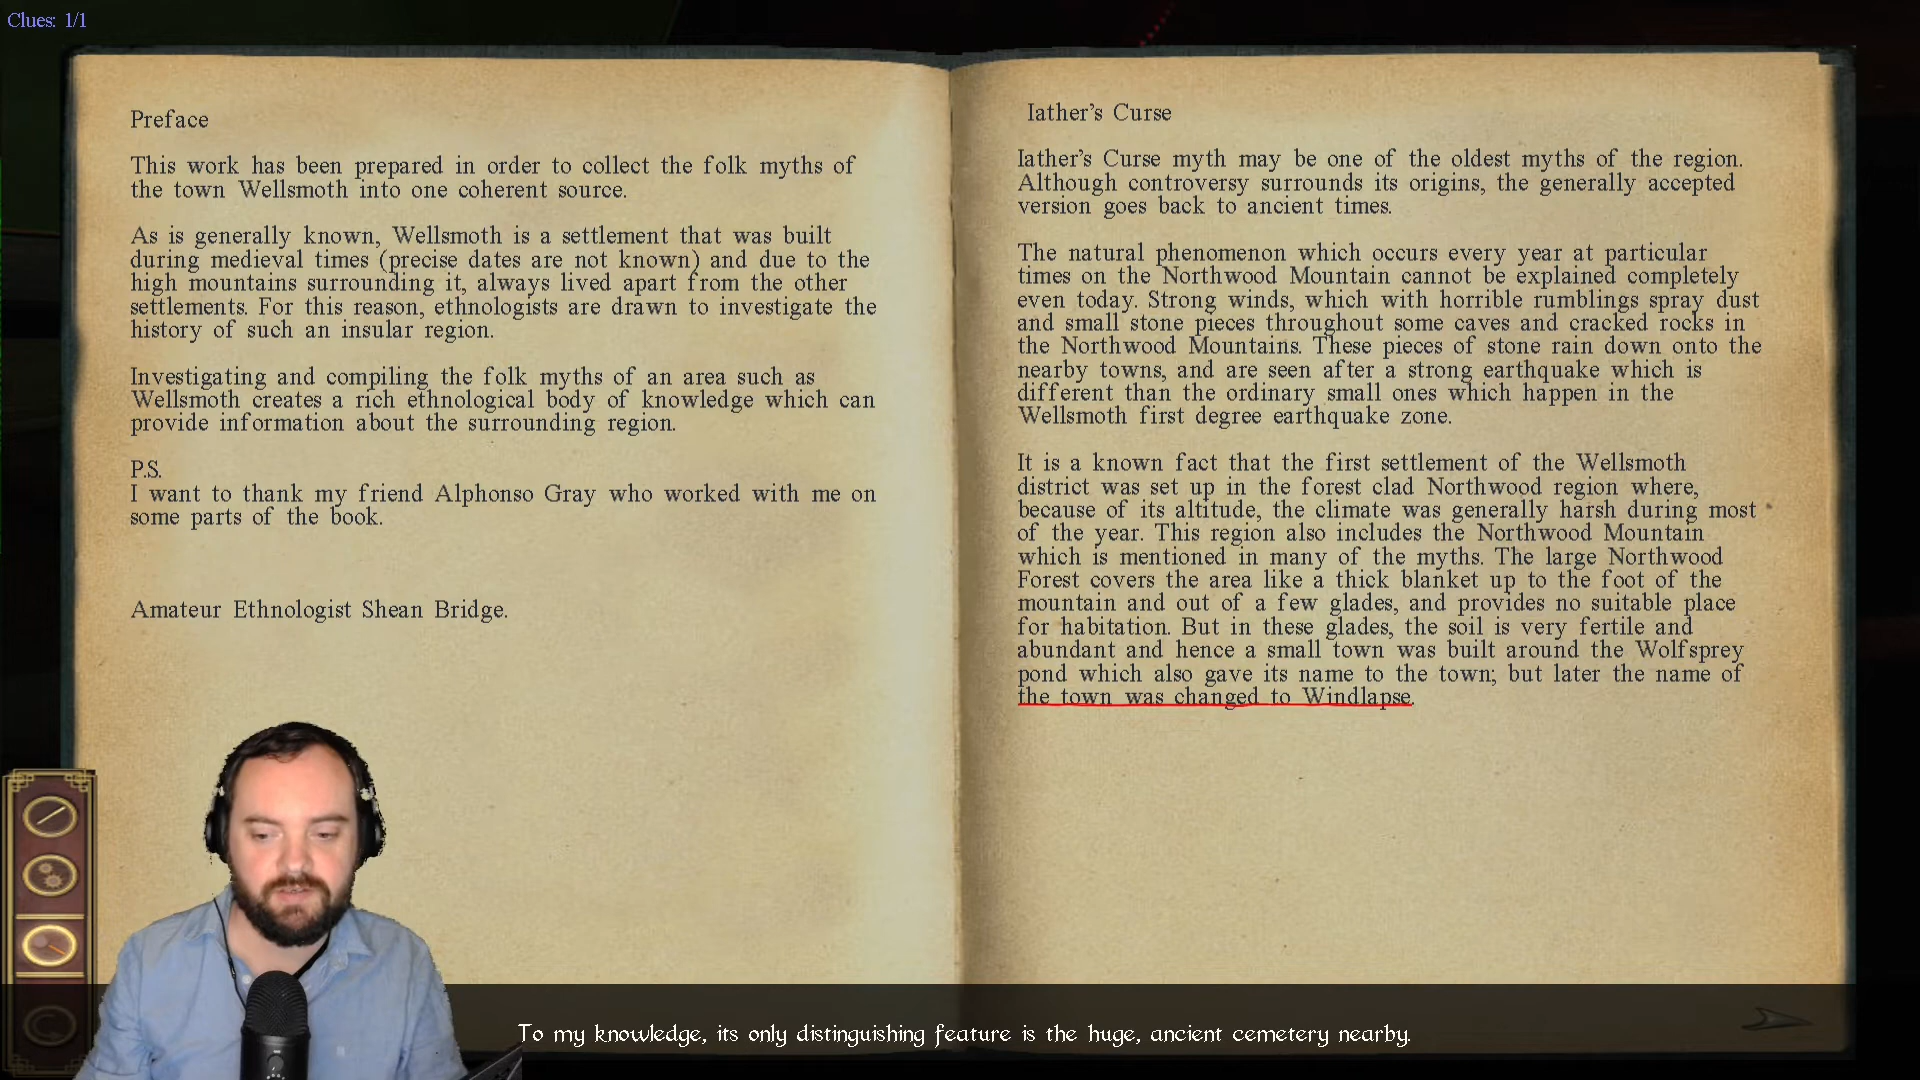 Clues: 1/1
Preface
This work has been prepared in order to collect the folk myths of
the town Wellsmoth into one coherent source.
As is generally known, Wellsmoth is a settlement that was built
during medieval times (precise dates are not known) and due to the
high mountains surrounding it, always lived apart from the other
settlements. For this reason, ethnologists are drawn to investigate the
history of such an insular region.
Investigating and compiling the folk myths of an area such as
Wellsmoth creates a rich ethnological body of knowledge which can
provide information about the surrounding region.
P.S.
I want to thank my friend Alphonso Gray who worked with me on
some parts of the book.
Amateur Ethnologist Shean Bridge.
Iather's Curse
Iather's Curse myth may be one of the oldest myths of the region.
Although controversy surrounds its origins, the generally accepted
version goes back to ancient times.
The natural phenomenon which occurs every year at particular
times on the Northwood Mountain cannot be explained completely
even today. Strong winds, which with horrible rumblings spray dust
and small stone pieces throughout some caves and cracked rocks in
the Northwood Mountains. These pieces of stone rain down onto the
nearby towns, and are seen after a strong earthquake which is
different than the ordinary small ones which happen in the
Wellsmoth first degree earthquake zone.
It is a known fact that the first settlement of the Wellsmoth
district was set up in the forest clad Northwood region where,
because of its altitude, the climate was generally harsh during most
of the year. This region also includes the Northwood Mountain
which is mentioned in many of the myths. The large Northwood
Forest covers the area like a thick blanket up to the foot of the
mountain and out of a few glades, and provides no suitable place
for habitation. But in these glades, the soil is very fertile and
abundant and hence a small town was built around the Wolfsprey
pond which also gave its name to the town; but later the name of
the town was changed to Windlapse.
To my knowledge, its only distinguishing feature is the huge, ancient cemetery nearby.